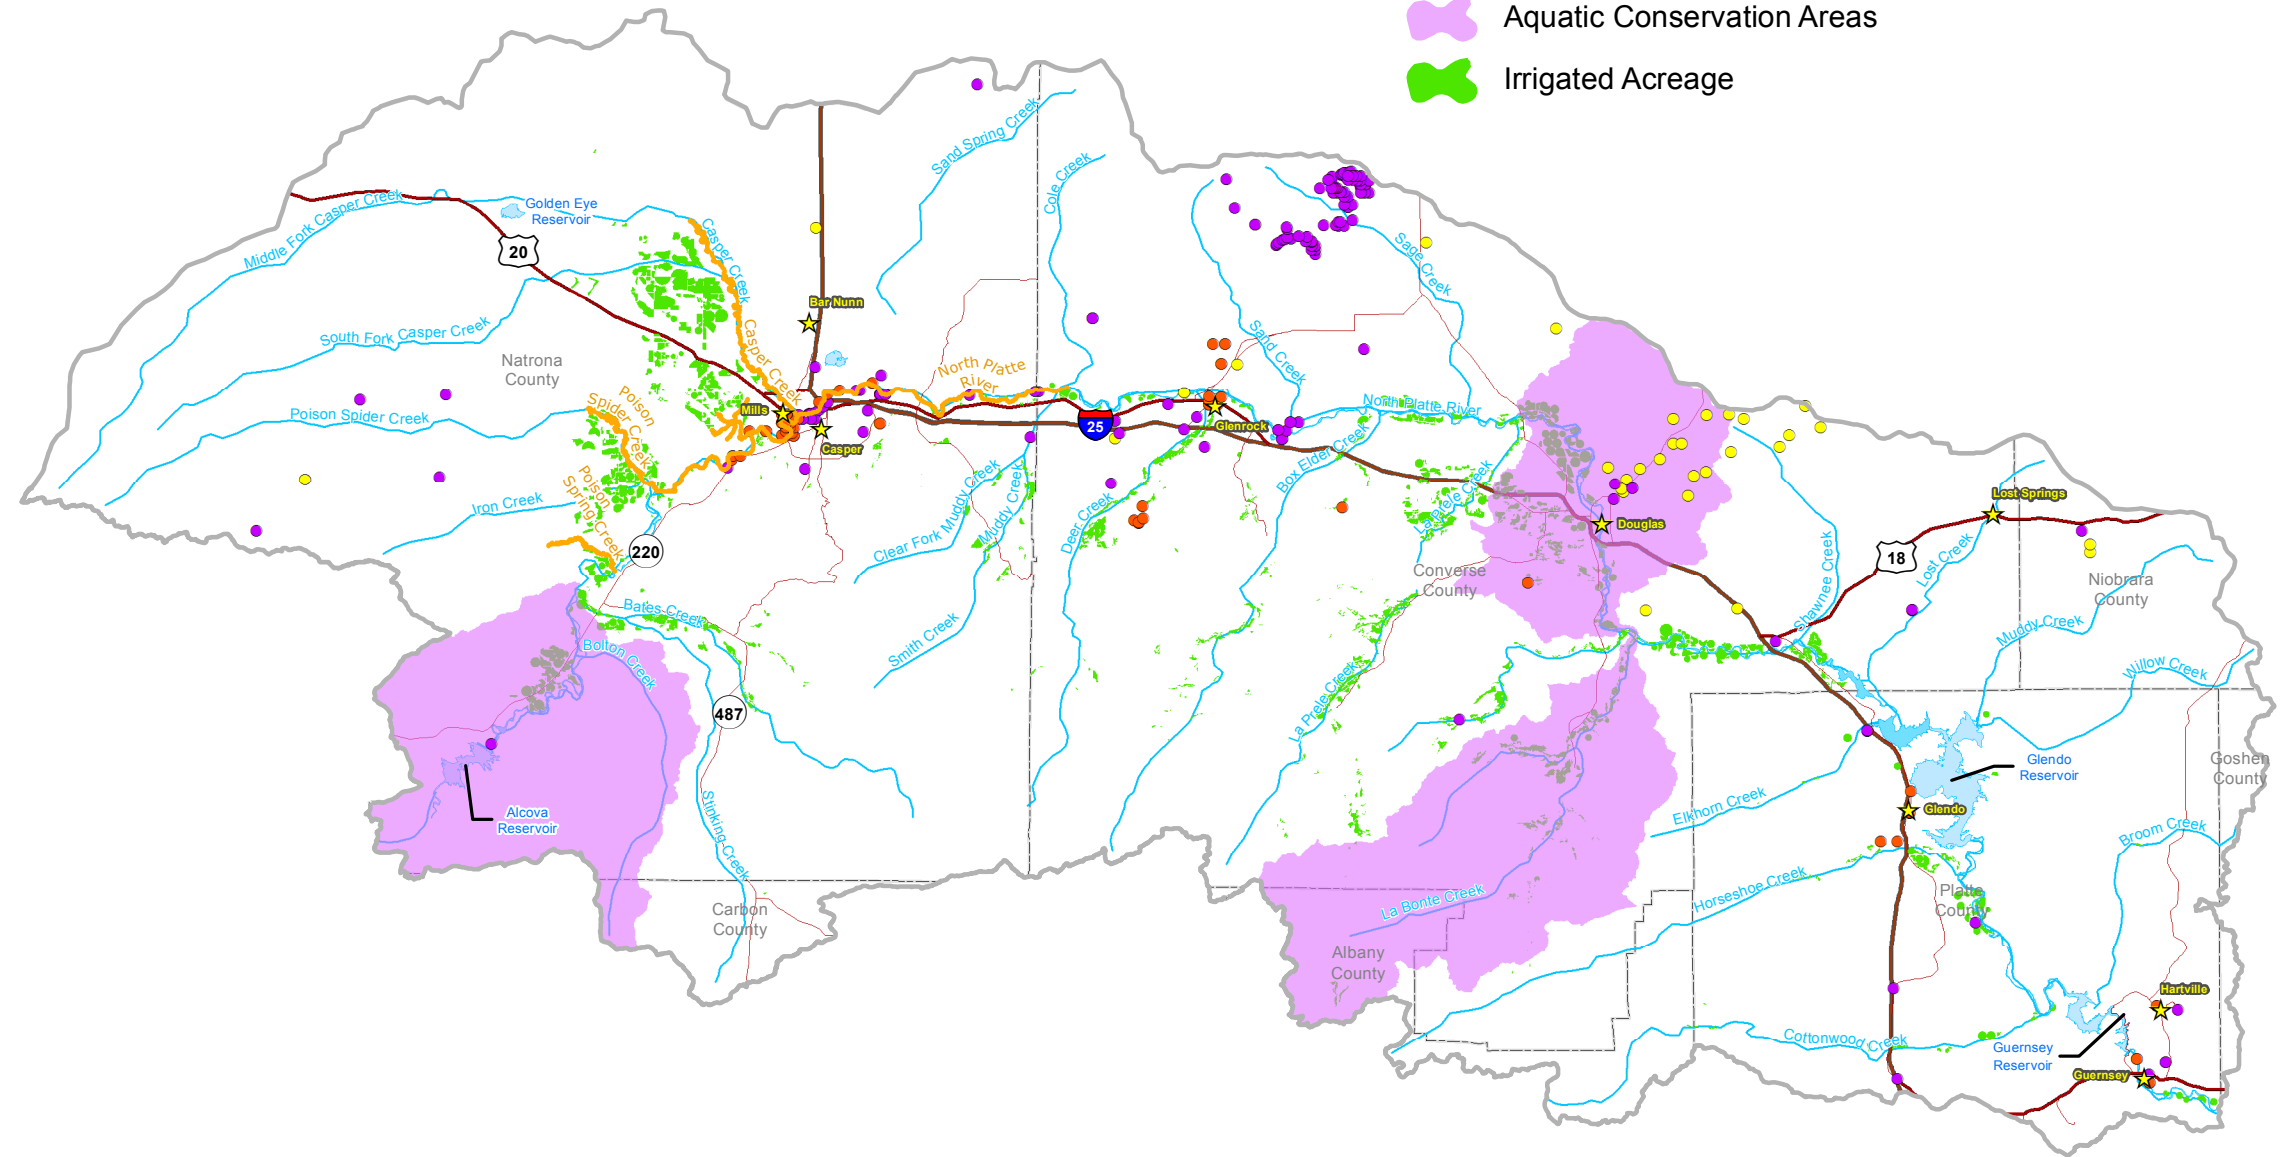 Aquatic Conservation Areas
Irrigated Acreage
Sand Spring Creek
Cole Creek
Middle Fork Casper Creek
Golden Eye
Reservoir
20
Casper Creek
Sage Creek
Bar Nunn
South Fork Casper Creek
Natrona
County
Casper Creek
Sand Creek
North Platte
River
Poison
Spider Creek
Poison Spider Creek
Mills
Casper
25
Glenrock
North Platte River
Box Elder Creek
La Prele Creek
Poison
Spring Creek
Iron Creek
Clear Fork Muddy Creek
Muddy Creek
Deer Creek
220
Douglas
Lost Springs
18
Lost Creek
Shawnee Creek
Converse
County
Niobrara
County
Muddy Creek
Willow Creek
Bates Creek
Bolton Creek
Smith Creek
La Prele Creek
487
Stinking Creek
Alcova
Reservoir
Glendo
Reservoir
Goshen
County
Elkhorn Creek
Glendo
Broom Creek
Horseshoe Creek
La Bonte Creek
Platte
County
Carbon
County
Albany
County
Hartville
Cottonwood Creek
Guernsey
Reservoir
Guernsey